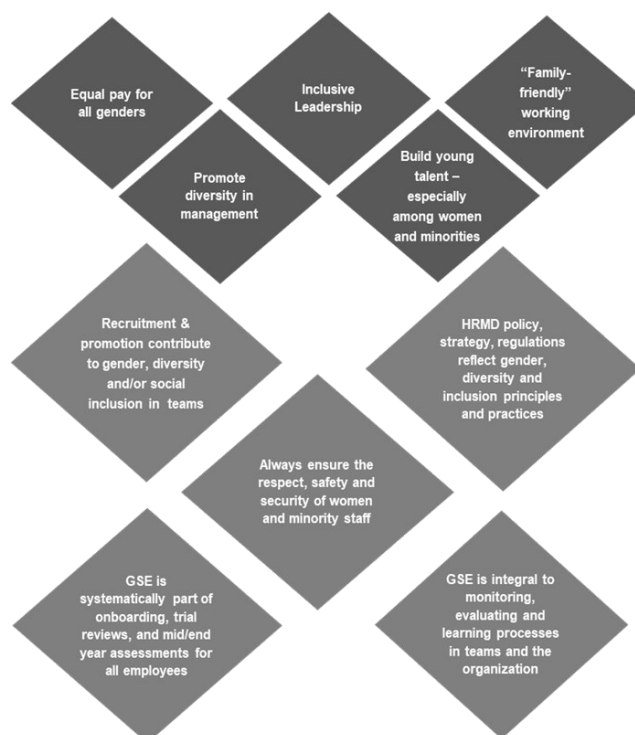 Equal pay for
all genders
Inclusive
Leadership
“Family-
friendly”
working
environment
Promote
diversity in
management
Build young
talent –
especially
among women
and minorities
Recruitment &
promotion contribute
to gender, diversity
and/or social
inclusion in teams
HRMD policy,
strategy, regulations
reflect gender,
diversity and
inclusion principles
and practices
Always ensure the
respect, safety and
security of women
and minority staff
GSE is
systematically part of
onboarding, trial
reviews, and mid/end
year assessments for
all employees
GSE is integral to
monitoring,
evaluating and
learning processes
in teams and the
organization